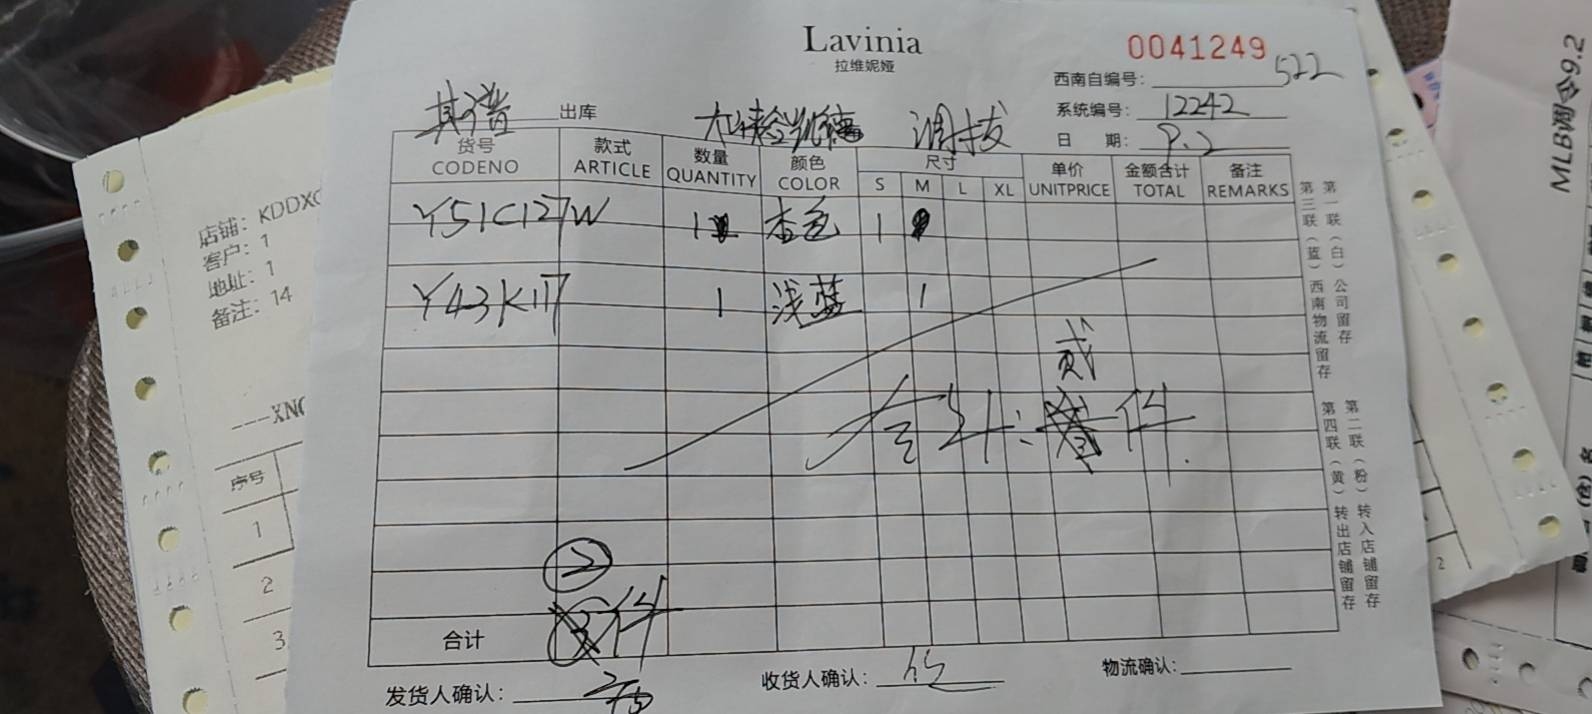 Lavinia
拉维妮娅
0041249
西南自编号: 522
系统编号: 12242
日 期: 9.2
出库 调拔
货号 款式 数量 颜色 尺寸 单价 金额合计 备注
CODENO ARTICLE QUANTITY COLOR S M L XL UNITPRICE TOTAL REMARKS
Y51C127W 1 杏色 1
Y43K117 1 浅蓝 1
贰
合计: 件
②
件
合计
发货人确认:
收货人确认:
物流确认:
第一联(白)公司留存
第三联(蓝)西南物流留存
第二联(粉)转入店铺留存
第四联(黄)转出店铺留存
店铺: KDDXC
客户: 1
地址: 1
备注: 14
---XNC
序号
1
2
3
MLB调令9.2
2